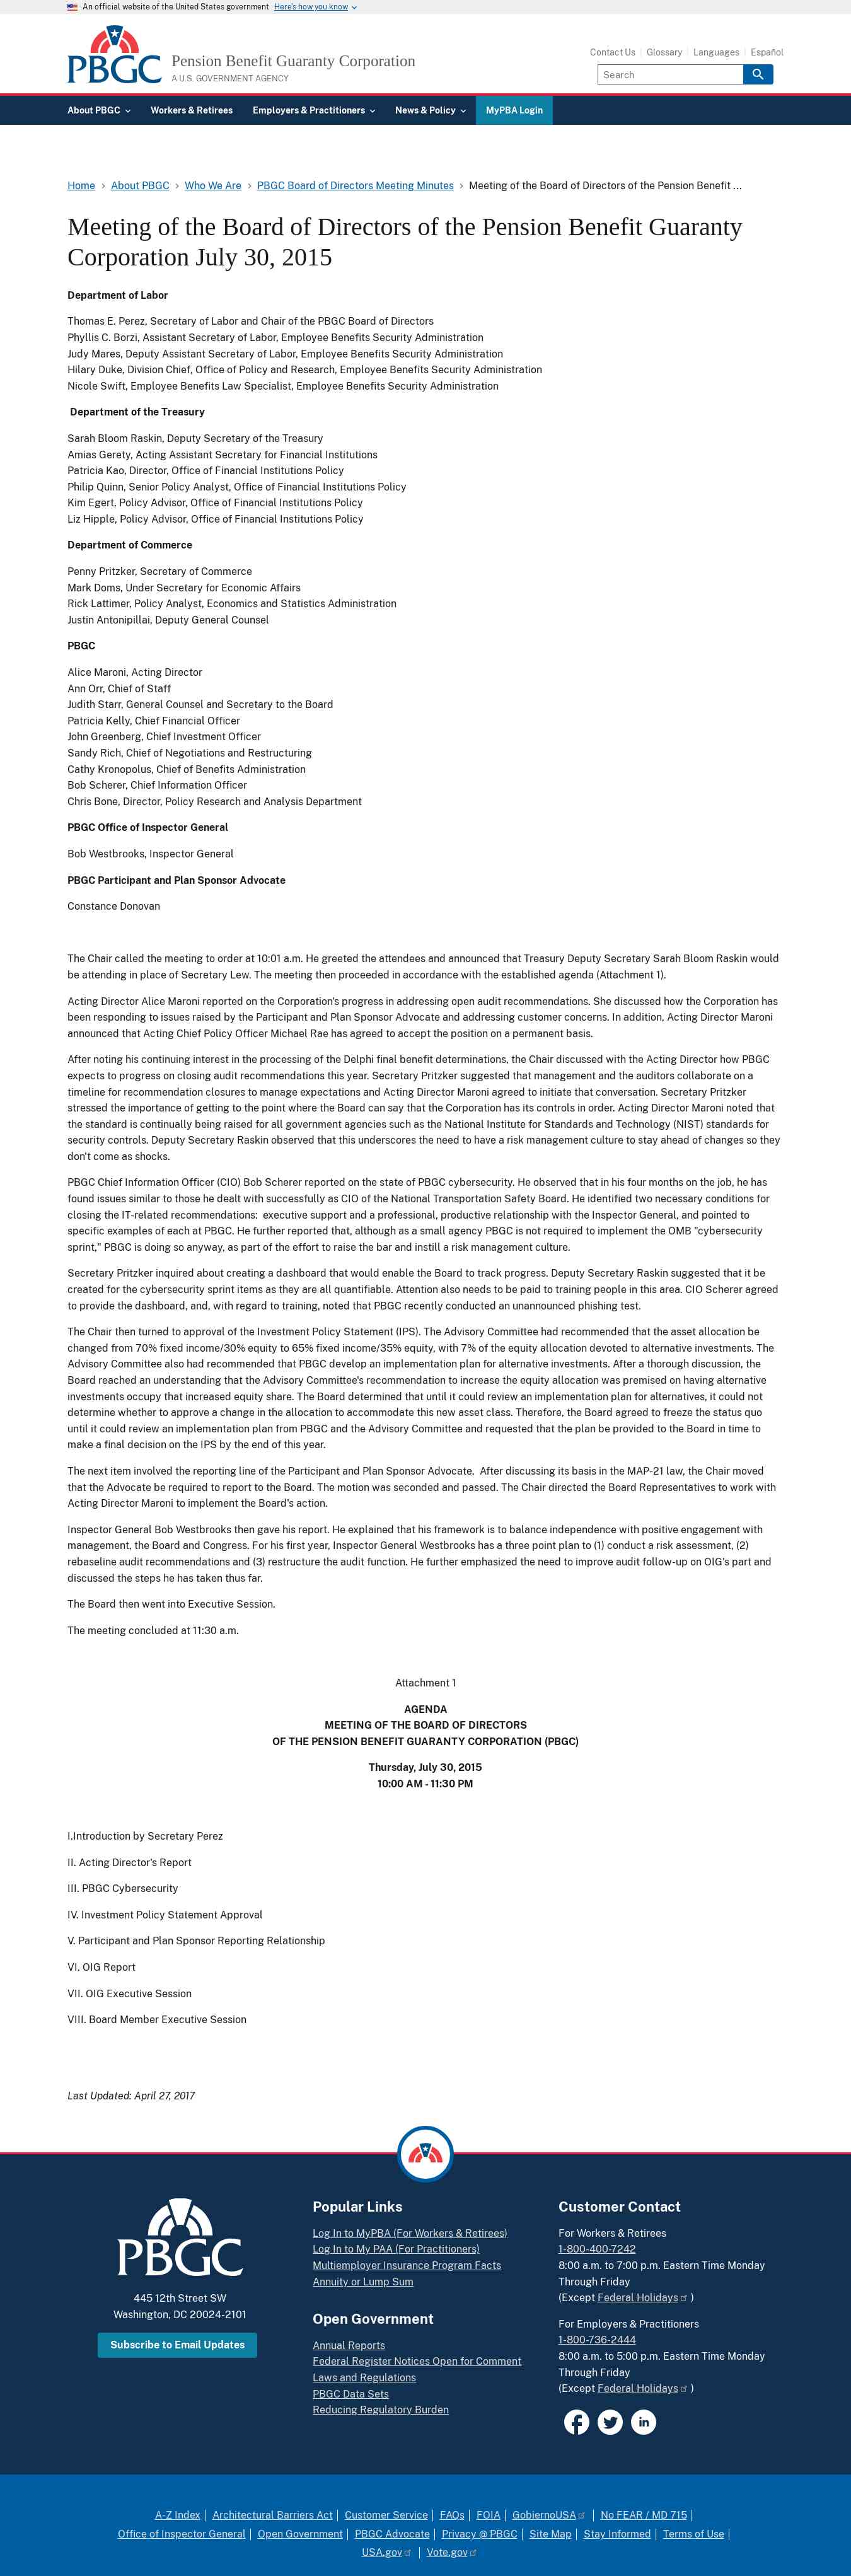 An official website of the United States government Here's how you know
PBGC
Pension Benefit Guaranty Corporation
A U.S. GOVERNMENT AGENCY
Contact Us | Glossary | Languages | Español
Search
About PBGC
Workers & Retirees
Employers & Practitioners
News & Policy
MyPBA Login
Home › About PBGC › Who We Are › PBGC Board of Directors Meeting Minutes › Meeting of the Board of Directors of the Pension Benefit ...
Meeting of the Board of Directors of the Pension Benefit Guaranty
Corporation July 30, 2015
Department of Labor
Thomas E. Perez, Secretary of Labor and Chair of the PBGC Board of Directors
Phyllis C. Borzi, Assistant Secretary of Labor, Employee Benefits Security Administration
Judy Mares, Deputy Assistant Secretary of Labor, Employee Benefits Security Administration
Hilary Duke, Division Chief, Office of Policy and Research, Employee Benefits Security Administration
Nicole Swift, Employee Benefits Law Specialist, Employee Benefits Security Administration
Department of the Treasury
Sarah Bloom Raskin, Deputy Secretary of the Treasury
Amias Gerety, Acting Assistant Secretary for Financial Institutions
Patricia Kao, Director, Office of Financial Institutions Policy
Philip Quinn, Senior Policy Analyst, Office of Financial Institutions Policy
Kim Egert, Policy Advisor, Office of Financial Institutions Policy
Liz Hipple, Policy Advisor, Office of Financial Institutions Policy
Department of Commerce
Penny Pritzker, Secretary of Commerce
Mark Doms, Under Secretary for Economic Affairs
Rick Lattimer, Policy Analyst, Economics and Statistics Administration
Justin Antonipillai, Deputy General Counsel
PBGC
Alice Maroni, Acting Director
Ann Orr, Chief of Staff
Judith Starr, General Counsel and Secretary to the Board
Patricia Kelly, Chief Financial Officer
John Greenberg, Chief Investment Officer
Sandy Rich, Chief of Negotiations and Restructuring
Cathy Kronopolus, Chief of Benefits Administration
Bob Scherer, Chief Information Officer
Chris Bone, Director, Policy Research and Analysis Department
PBGC Office of Inspector General
Bob Westbrooks, Inspector General
PBGC Participant and Plan Sponsor Advocate
Constance Donovan
The Chair called the meeting to order at 10:01 a.m. He greeted the attendees and announced that Treasury Deputy Secretary Sarah Bloom Raskin would
be attending in place of Secretary Lew. The meeting then proceeded in accordance with the established agenda (Attachment 1).
Acting Director Alice Maroni reported on the Corporation's progress in addressing open audit recommendations. She discussed how the Corporation has
been responding to issues raised by the Participant and Plan Sponsor Advocate and addressing customer concerns. In addition, Acting Director Maroni
announced that Acting Chief Policy Officer Michael Rae has agreed to accept the position on a permanent basis.
After noting his continuing interest in the processing of the Delphi final benefit determinations, the Chair discussed with the Acting Director how PBGC
expects to progress on closing audit recommendations this year. Secretary Pritzker suggested that management and the auditors collaborate on a
timeline for recommendation closures to manage expectations and Acting Director Maroni agreed to initiate that conversation. Secretary Pritzker
stressed the importance of getting to the point where the Board can say that the Corporation has its controls in order. Acting Director Maroni noted that
the standard is continually being raised for all government agencies such as the National Institute for Standards and Technology (NIST) standards for
security controls. Deputy Secretary Raskin observed that this underscores the need to have a risk management culture to stay ahead of changes so they
don't come as shocks.
PBGC Chief Information Officer (CIO) Bob Scherer reported on the state of PBGC cybersecurity. He observed that in his four months on the job, he has
found issues similar to those he dealt with successfully as CIO of the National Transportation Safety Board. He identified two necessary conditions for
closing the IT-related recommendations: executive support and a professional, productive relationship with the Inspector General, and pointed to
specific examples of each at PBGC. He further reported that, although as a small agency PBGC is not required to implement the OMB "cybersecurity
sprint," PBGC is doing so anyway, as part of the effort to raise the bar and instill a risk management culture.
Secretary Pritzker inquired about creating a dashboard that would enable the Board to track progress. Deputy Secretary Raskin suggested that it be
created for the cybersecurity sprint items as they are all quantifiable. Attention also needs to be paid to training people in this area. CIO Scherer agreed
to provide the dashboard, and, with regard to training, noted that PBGC recently conducted an unannounced phishing test.
The Chair then turned to approval of the Investment Policy Statement (IPS). The Advisory Committee had recommended that the asset allocation be
changed from 70% fixed income/30% equity to 65% fixed income/35% equity, with 7% of the equity allocation devoted to alternative investments. The
Advisory Committee also had recommended that PBGC develop an implementation plan for alternative investments. After a thorough discussion, the
Board reached an understanding that the Advisory Committee's recommendation to increase the equity allocation was premised on having alternative
investments occupy that increased equity share. The Board determined that until it could review an implementation plan for alternatives, it could not
determine whether to approve a change in the allocation to accommodate this new asset class. Therefore, the Board agreed to freeze the status quo
until it could review an implementation plan from PBGC and the Advisory Committee and requested that the plan be provided to the Board in time to
make a final decision on the IPS by the end of this year.
The next item involved the reporting line of the Participant and Plan Sponsor Advocate. After discussing its basis in the MAP-21 law, the Chair moved
that the Advocate be required to report to the Board. The motion was seconded and passed. The Chair directed the Board Representatives to work with
Acting Director Maroni to implement the Board's action.
Inspector General Bob Westbrooks then gave his report. He explained that his framework is to balance independence with positive engagement with
management, the Board and Congress. For his first year, Inspector General Westbrooks has a three point plan to (1) conduct a risk assessment, (2)
rebaseline audit recommendations and (3) restructure the audit function. He further emphasized the need to improve audit follow-up on OIG's part and
discussed the steps he has taken thus far.
The Board then went into Executive Session.
The meeting concluded at 11:30 a.m.
Attachment 1
AGENDA
MEETING OF THE BOARD OF DIRECTORS
OF THE PENSION BENEFIT GUARANTY CORPORATION (PBGC)
Thursday, July 30, 2015
10:00 AM - 11:30 PM
I.Introduction by Secretary Perez
II. Acting Director's Report
III. PBGC Cybersecurity
IV. Investment Policy Statement Approval
V. Participant and Plan Sponsor Reporting Relationship
VI. OIG Report
VII. OIG Executive Session
VIII. Board Member Executive Session
Last Updated: April 27, 2017
PBGC
445 12th Street SW
Washington, DC 20024-2101
Subscribe to Email Updates
Popular Links
Log In to MyPBA (For Workers & Retirees)
Log In to My PAA (For Practitioners)
Multiemployer Insurance Program Facts
Annuity or Lump Sum
Open Government
Annual Reports
Federal Register Notices Open for Comment
Laws and Regulations
PBGC Data Sets
Reducing Regulatory Burden
Customer Contact
For Workers & Retirees
1-800-400-7242
8:00 a.m. to 7:00 p.m. Eastern Time Monday
Through Friday
(Except Federal Holidays )
For Employers & Practitioners
1-800-736-2444
8:00 a.m. to 5:00 p.m. Eastern Time Monday
Through Friday
(Except Federal Holidays )
A-Z Index | Architectural Barriers Act | Customer Service | FAQs | FOIA | GobiernoUSA | No FEAR / MD 715 |
Office of Inspector General | Open Government | PBGC Advocate | Privacy @ PBGC | Site Map | Stay Informed | Terms of Use |
USA.gov | Vote.gov